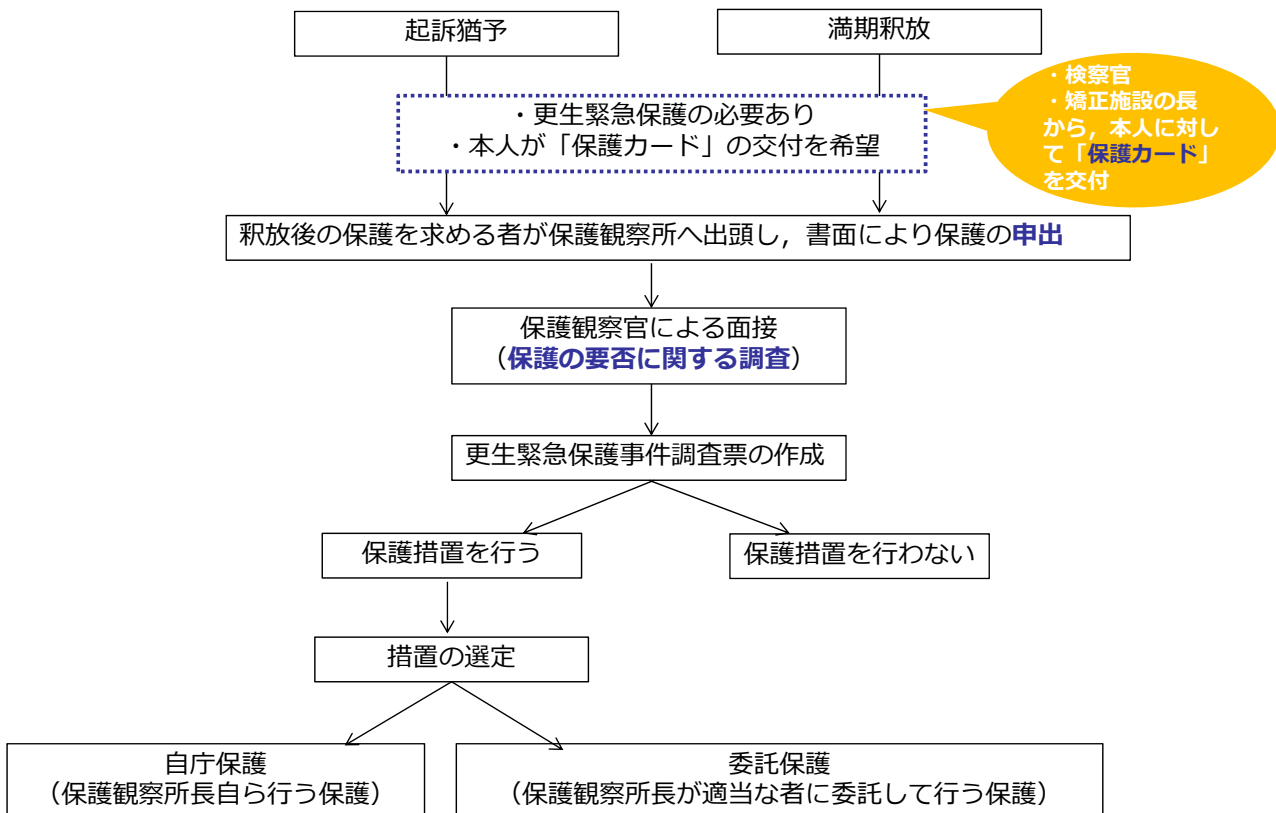 起訴猶予
満期釈放
・検察官
・矯正施設の長
から，本人に対し
て「保護カード」
を交付
・更生緊急保護の必要あり
・本人が「保護カード」の交付を希望
釈放後の保護を求める者が保護観察所へ出頭し，書面により保護の申出
保護観察官による面接
（保護の要否に関する調査）
更生緊急保護事件調査票の作成
保護措置を行う
保護措置を行わない
措置の選定
自庁保護
（保護観察所長自ら行う保護）
委託保護
（保護観察所長が適当な者に委託して行う保護）